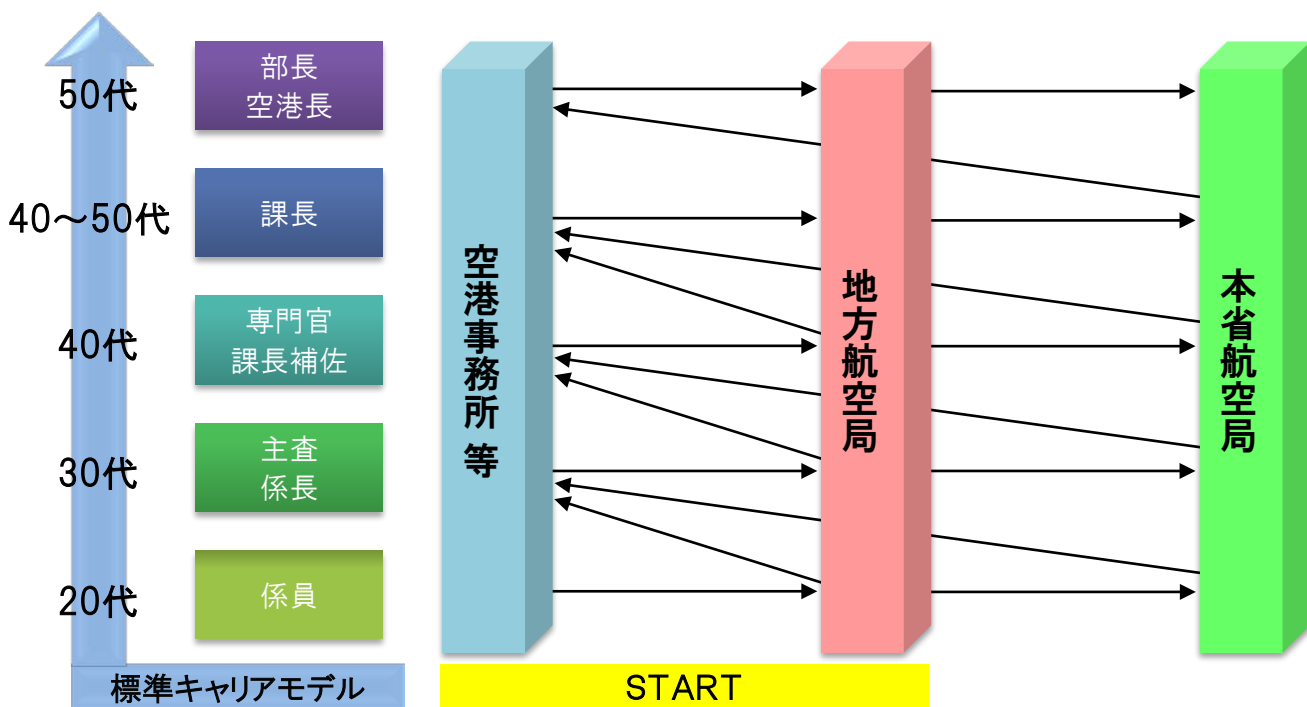 50代
部長
空港長
40～50代
課長
40代
専門官
課長補佐
30代
主査
係長
20代
係員
標準キャリアモデル
空港事務所 等
地方航空局
本省航空局
START